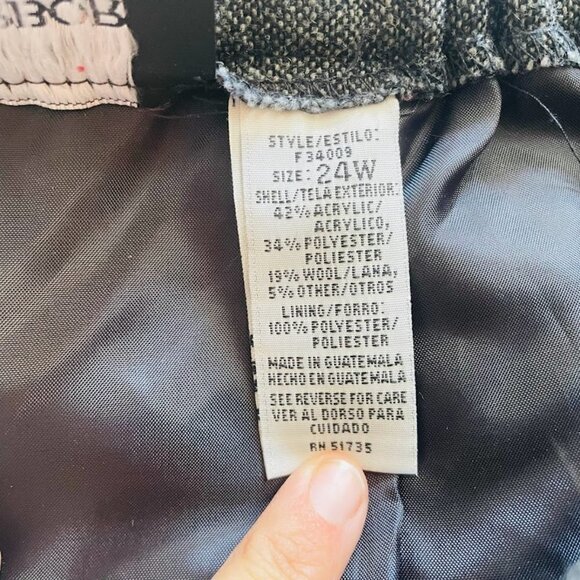 STYLE/ESTILO:
F34009
SIZE: 24W
SHELL/TELA EXTERIOR:
42% ACRYLIC/
ACRYLICO,
34% POLYESTER/
POLIESTER
19% WOOL/LANA,
5% OTHER/OTROS
LINING/FORRO:
100% POLYESTER/
POLIESTER
MADE IN GUATEMALA
HECHO EN GUATEMALA
SEE REVERSE FOR CARE
VER AL DORSO PARA
CUIDADO
RN 51735